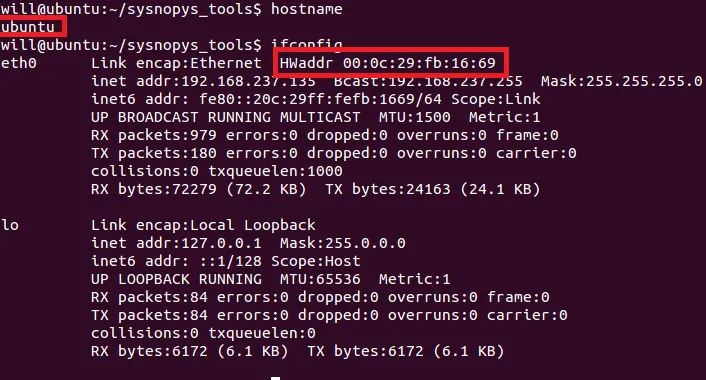 will@ubuntu:~/sysnopys_tools$ hostname
ubuntu
will@ubuntu:~/sysnopys_tools$ ifconfig
eth0 Link encap:Ethernet HWaddr 00:0c:29:fb:16:69
inet addr:192.168.237.135 Bcast:192.168.237.255 Mask:255.255.255.0
inet6 addr: fe80::20c:29ff:fefb:1669/64 Scope:Link
UP BROADCAST RUNNING MULTICAST MTU:1500 Metric:1
RX packets:979 errors:0 dropped:0 overruns:0 frame:0
TX packets:180 errors:0 dropped:0 overruns:0 carrier:0
collisions:0 txqueuelen:1000
RX bytes:72279 (72.2 KB) TX bytes:24163 (24.1 KB)
lo Link encap:Local Loopback
inet addr:127.0.0.1 Mask:255.0.0.0
inet6 addr: ::1/128 Scope:Host
UP LOOPBACK RUNNING MTU:65536 Metric:1
RX packets:84 errors:0 dropped:0 overruns:0 frame:0
TX packets:84 errors:0 dropped:0 overruns:0 carrier:0
collisions:0 txqueuelen:0
RX bytes:6172 (6.1 KB) TX bytes:6172 (6.1 KB)